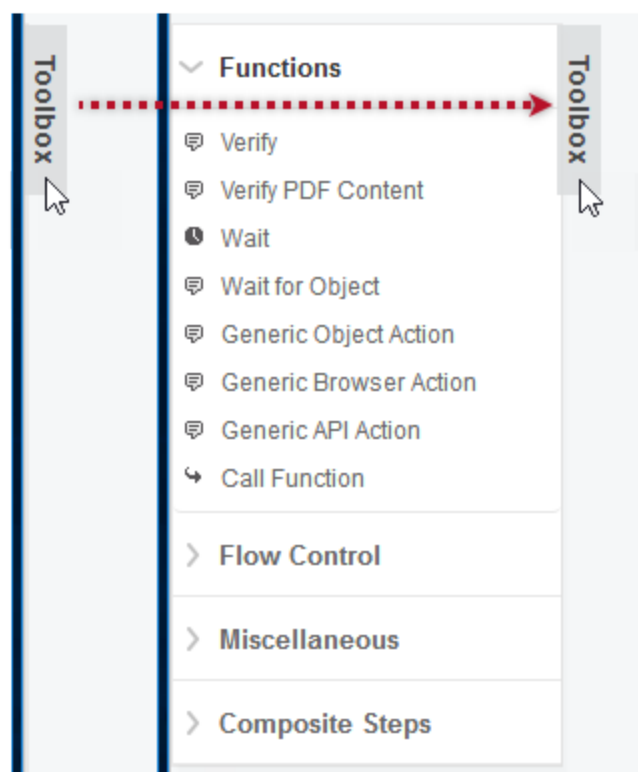 Toolbox
Functions
Toolbox
Verify
Verify PDF Content
Wait
Wait for Object
Generic Object Action
Generic Browser Action
Generic API Action
Call Function
Flow Control
Miscellaneous
Composite Steps